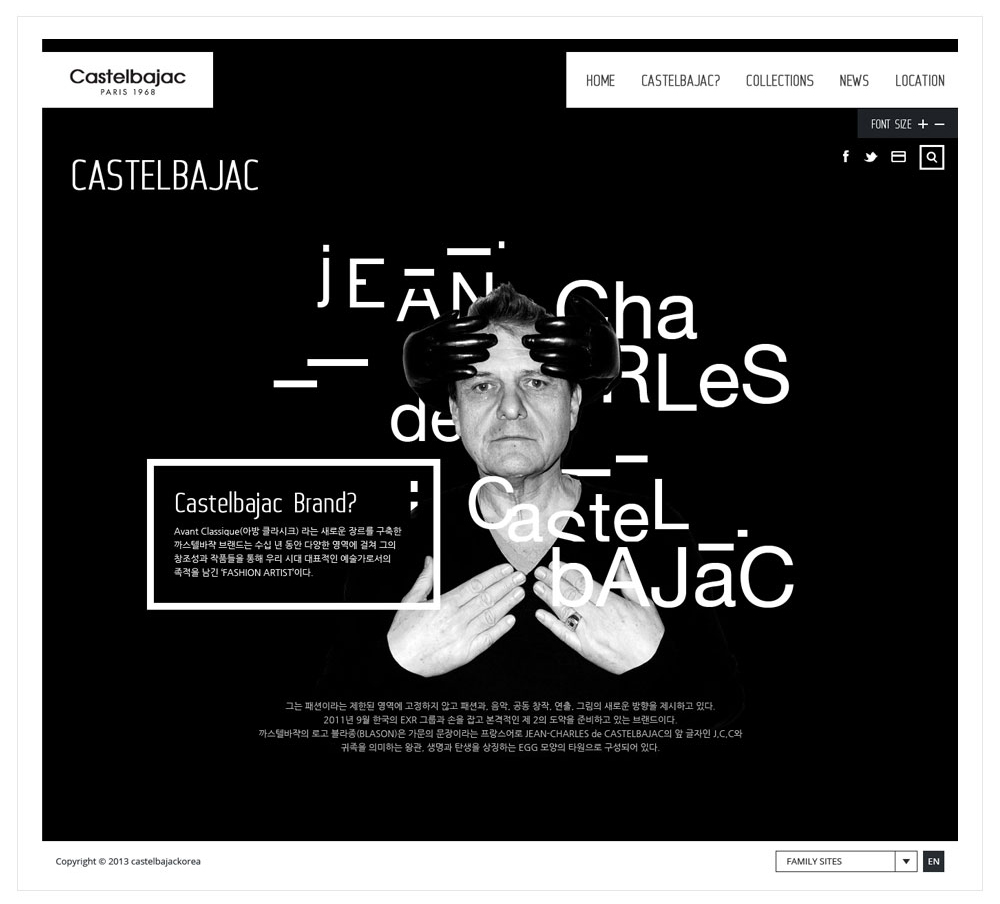 Castelbajac
PARIS 1968
HOME CASTELBAJAC? COLLECTIONS NEWS LOCATION
FONT SIZE + −
CASTELBAJAC
jEAN
Cha
RLeS
de
CasteL
bAJaC
Castelbajac Brand?
Avant Classique(아방 클라시크) 라는 새로운 장르를 구축한
까스텔바작 브랜드는 수십 년 동안 다양한 영역에 걸쳐 그의
창조성과 작품들을 통해 우리 시대 대표적인 예술가로서의
족적을 남긴 'FASHION ARTIST'이다.
그는 패션이라는 제한된 영역에 고정하지 않고 패션과, 음악, 공동 창작, 연출, 그림의 새로운 방향을 제시하고 있다.
2011년 9월 한국의 EXR 그룹과 손을 잡고 본격적인 제 2의 도약을 준비하고 있는 브랜드이다.
까스텔바작의 로고 블라종(BLASON)은 가문의 문장이라는 프랑스어로 JEAN-CHARLES de CASTELBAJAC의 앞 글자인 J,C,C와
귀족을 의미하는 왕관, 생명과 탄생을 상징하는 EGG 모양의 타원으로 구성되어 있다.
Copyright © 2013 castelbajackorea
FAMILY SITES
EN